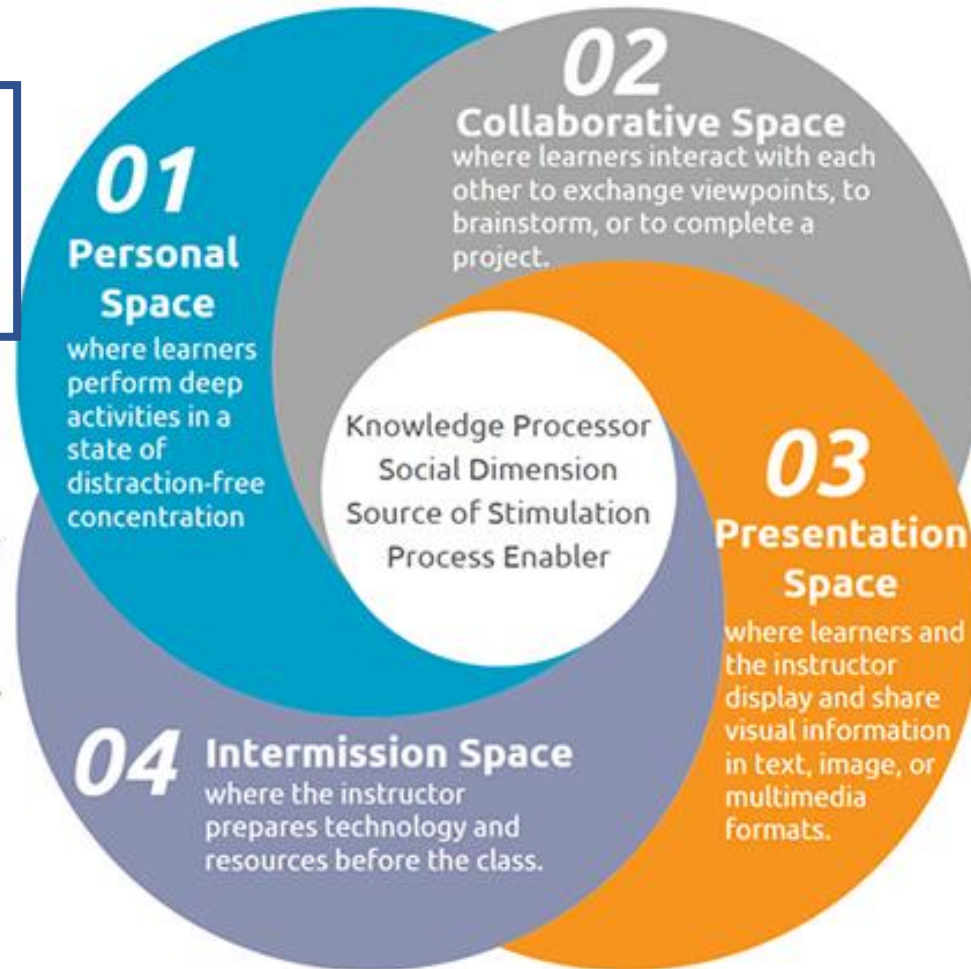 01
Personal
Space
where learners
perform deep
activities in a
state of
distraction-free
concentration
02
Collaborative Space
where learners interact with each
other to exchange viewpoints, to
brainstorm, or to complete a
project.
Knowledge Processor
Social Dimension
Source of Stimulation
Process Enabler
03
Presentation
Space
where learners and
the instructor
display and share
visual information
in text, image, or
multimedia
formats.
04
Intermission Space
where the instructor
prepares technology and
resources before the class.